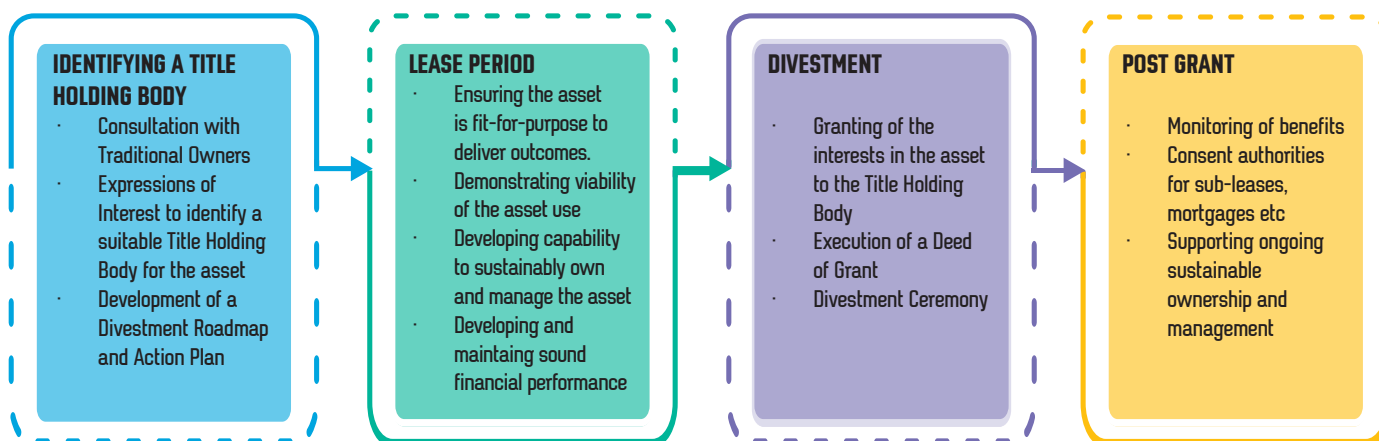 IDENTIFYING A TITLE
HOLDING BODY
· Consultation with
Traditional Owners
· Expressions of
Interest to identify a
suitable Title Holding
Body for the asset
· Development of a
Divestment Roadmap
and Action Plan
LEASE PERIOD
· Ensuring the asset
is fit-for-purpose to
deliver outcomes.
· Demonstrating viability
of the asset use
· Developing capability
to sustainably own
and manage the asset
· Developing and
maintaing sound
financial performance
DIVESTMENT
· Granting of the
interests in the asset
to the Title Holding
Body
· Execution of a Deed
of Grant
· Divestment Ceremony
POST GRANT
· Monitoring of benefits
· Consent authorities
for sub-leases,
mortgages etc
· Supporting ongoing
sustainable
ownership and
management